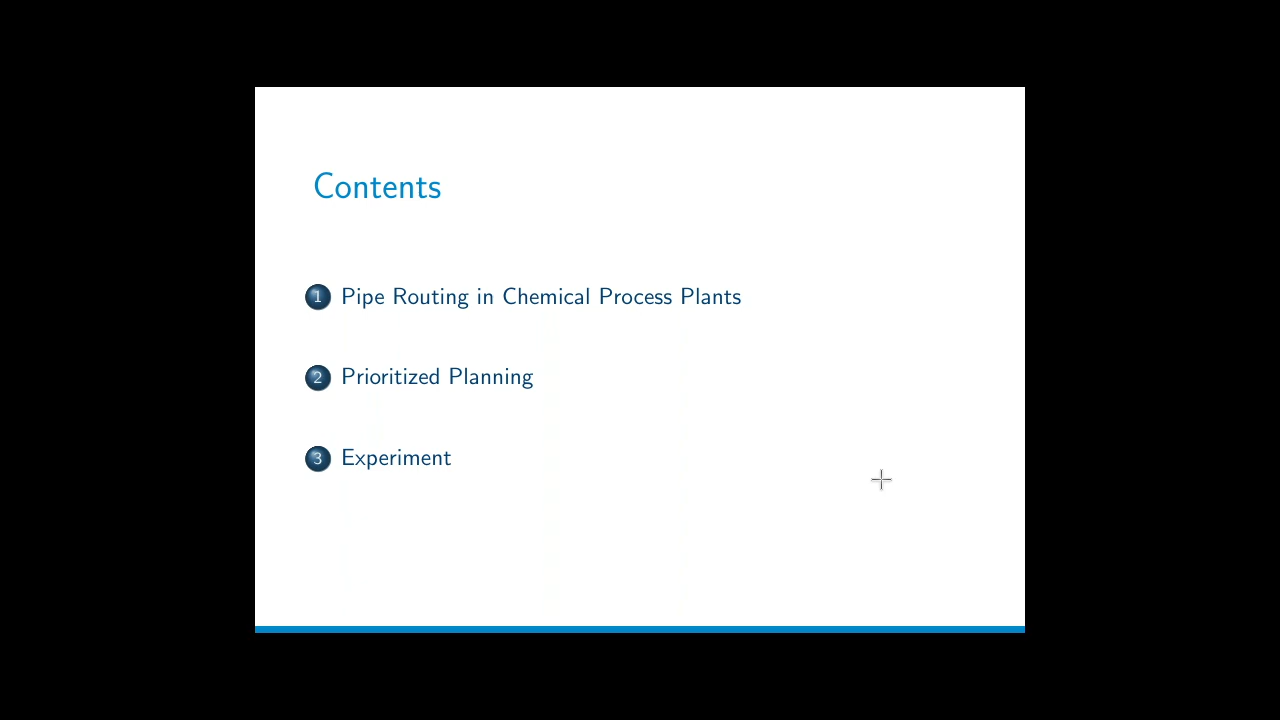 Contents
1 Pipe Routing in Chemical Process Plants
2 Prioritized Planning
3 Experiment